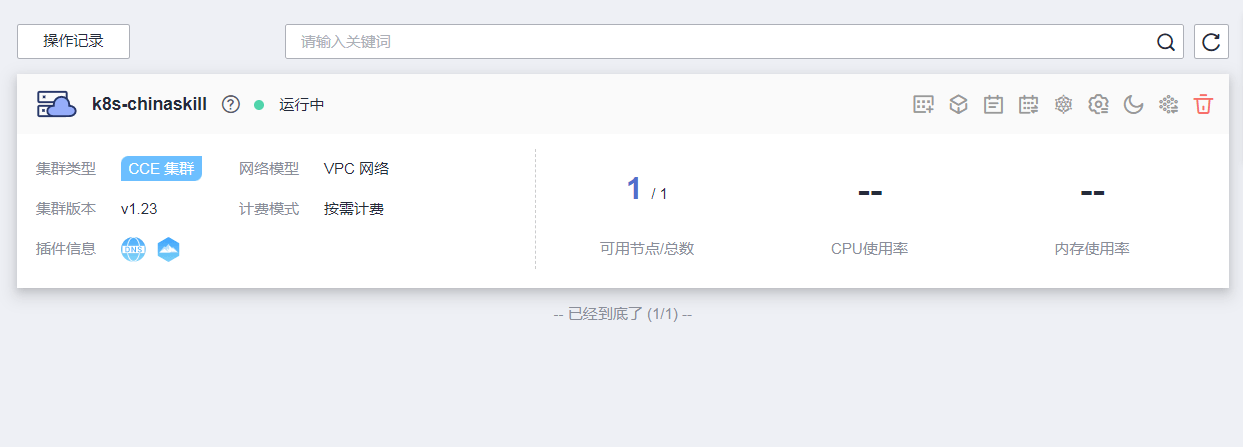 操作记录
请输入关键词
k8s-chinaskill ? 运行中
集群类型 CCE 集群 网络模型 VPC 网络
集群版本 v1.23 计费模式 按需计费
插件信息 DNS
1 / 1
可用节点/总数
--
CPU使用率
--
内存使用率
-- 已经到底了 (1/1) --